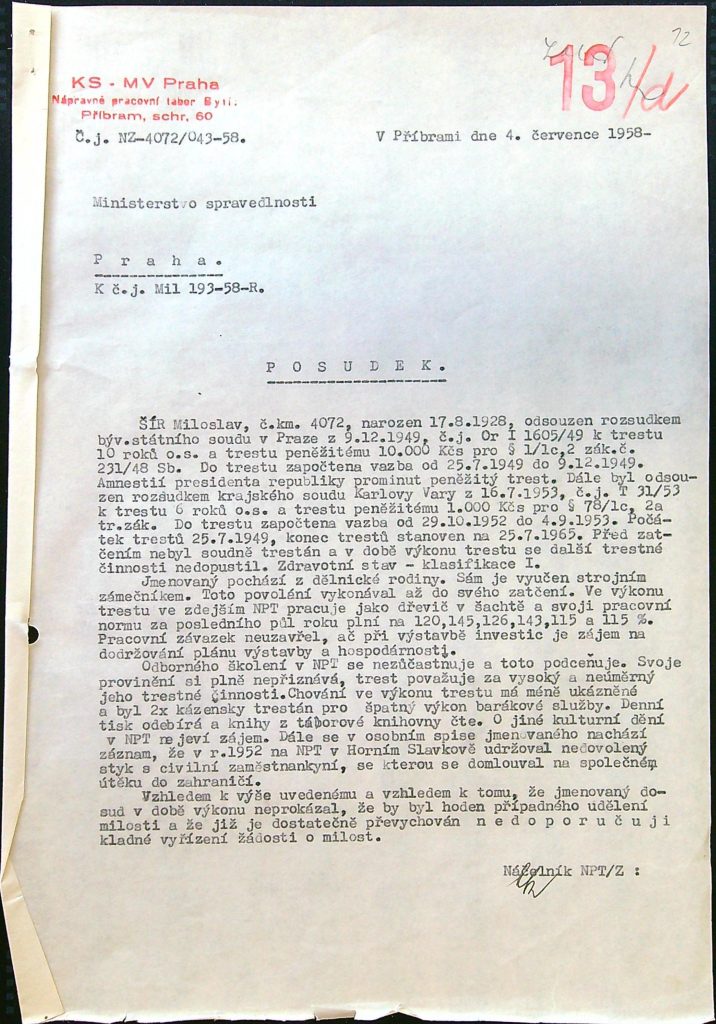 12
13/d
KS - MV Praha
Nápravně pracovní tábor Bytí.
Příbram, schr, 60
Č.j. NZ-4072/043-58.
V Příbrami dne 4. července 1958-
Ministerstvo spravedlnosti
P r a h a .
K č.j. Mil 193-58-R.
P O S U D E K .
ŠÍR Miloslav, č.km. 4072, narozen 17.8.1928, odsouzen rozsudkem
býv.státního soudu v Praze z 9.12.1949, č.j. Or I 1605/49 k trestu
10 roků o.s. a trestu peněžitému 10.000 Kčs pro § 1/1c,2 zák.č.
231/48 Sb.  Do trestu započtena vazba od 25.7.1949 do 9.12.1949.
Amnestií presidenta republiky prominut peněžitý trest. Dále byl odsou-
zen rozsudkem krajského soudu Karlovy Vary z 16.7.1953, č.j. T 31/53
k trestu 6 roků o.s. a trestu peněžitému 1.000 Kčs pro § 78/1c, 2a
tr.zák.  Do trestu započtena vazba od 29.10.1952 do 4.9.1953. Počá-
tek trestů 25.7.1949, konec trestů stanoven na 25.7.1965. Před zat-
čením nebyl soudně trestán a v době výkonu trestu se další trestné
činnosti nedopustil. Zdravotní stav - klasifikace I.
Jmenovaný pochází z dělnické rodiny. Sám je vyučen strojním
zámečníkem. Toto povolání vykonával až do svého zatčení. Ve výkonu
trestu ve zdejším NPT pracuje jako dřevič v šachtě a svoji pracovní
normu za posledního půl roku plní na 120,145,126,143,115 a 115 %.
Pracovní závazek neuzavřel, ač při výstavbě investic je zájem na
dodržování plánu výstavby a hospodárnosti.
Odborného školení v NPT se nezúčastnuje a toto podceňuje. Svoje
provinění si plně nepřiznává, trest považuje za vysoký a neúměrný
jeho trestné činnosti.Chování ve výkonu trestu má méně ukázněné
a byl 2x kázensky trestán pro  špatný výkon barákové služby. Denní
tisk odebírá a knihy z táborové knihovny čte. O jiné kulturní dění
v NPT nejeví zájem. Dále se v osobním spise jmenovaného nachází
záznam, že v r.1952 na NPT v Horním Slavkově udržoval nedovolený
styk s civilní zaměstnankyní, se kterou se domlouval na společném
útěku do zahraničí.
Vzhledem k výše uvedenému a vzhledem k tomu, že jmenovaný do-
sud v době výkonu neprokázal, že by byl hoden případného udělení
milosti a že již je dostatečně převychován n e d o p o r u č u j i
kladné vyřízení žádosti o milost.
Náčelník NPT/Z :